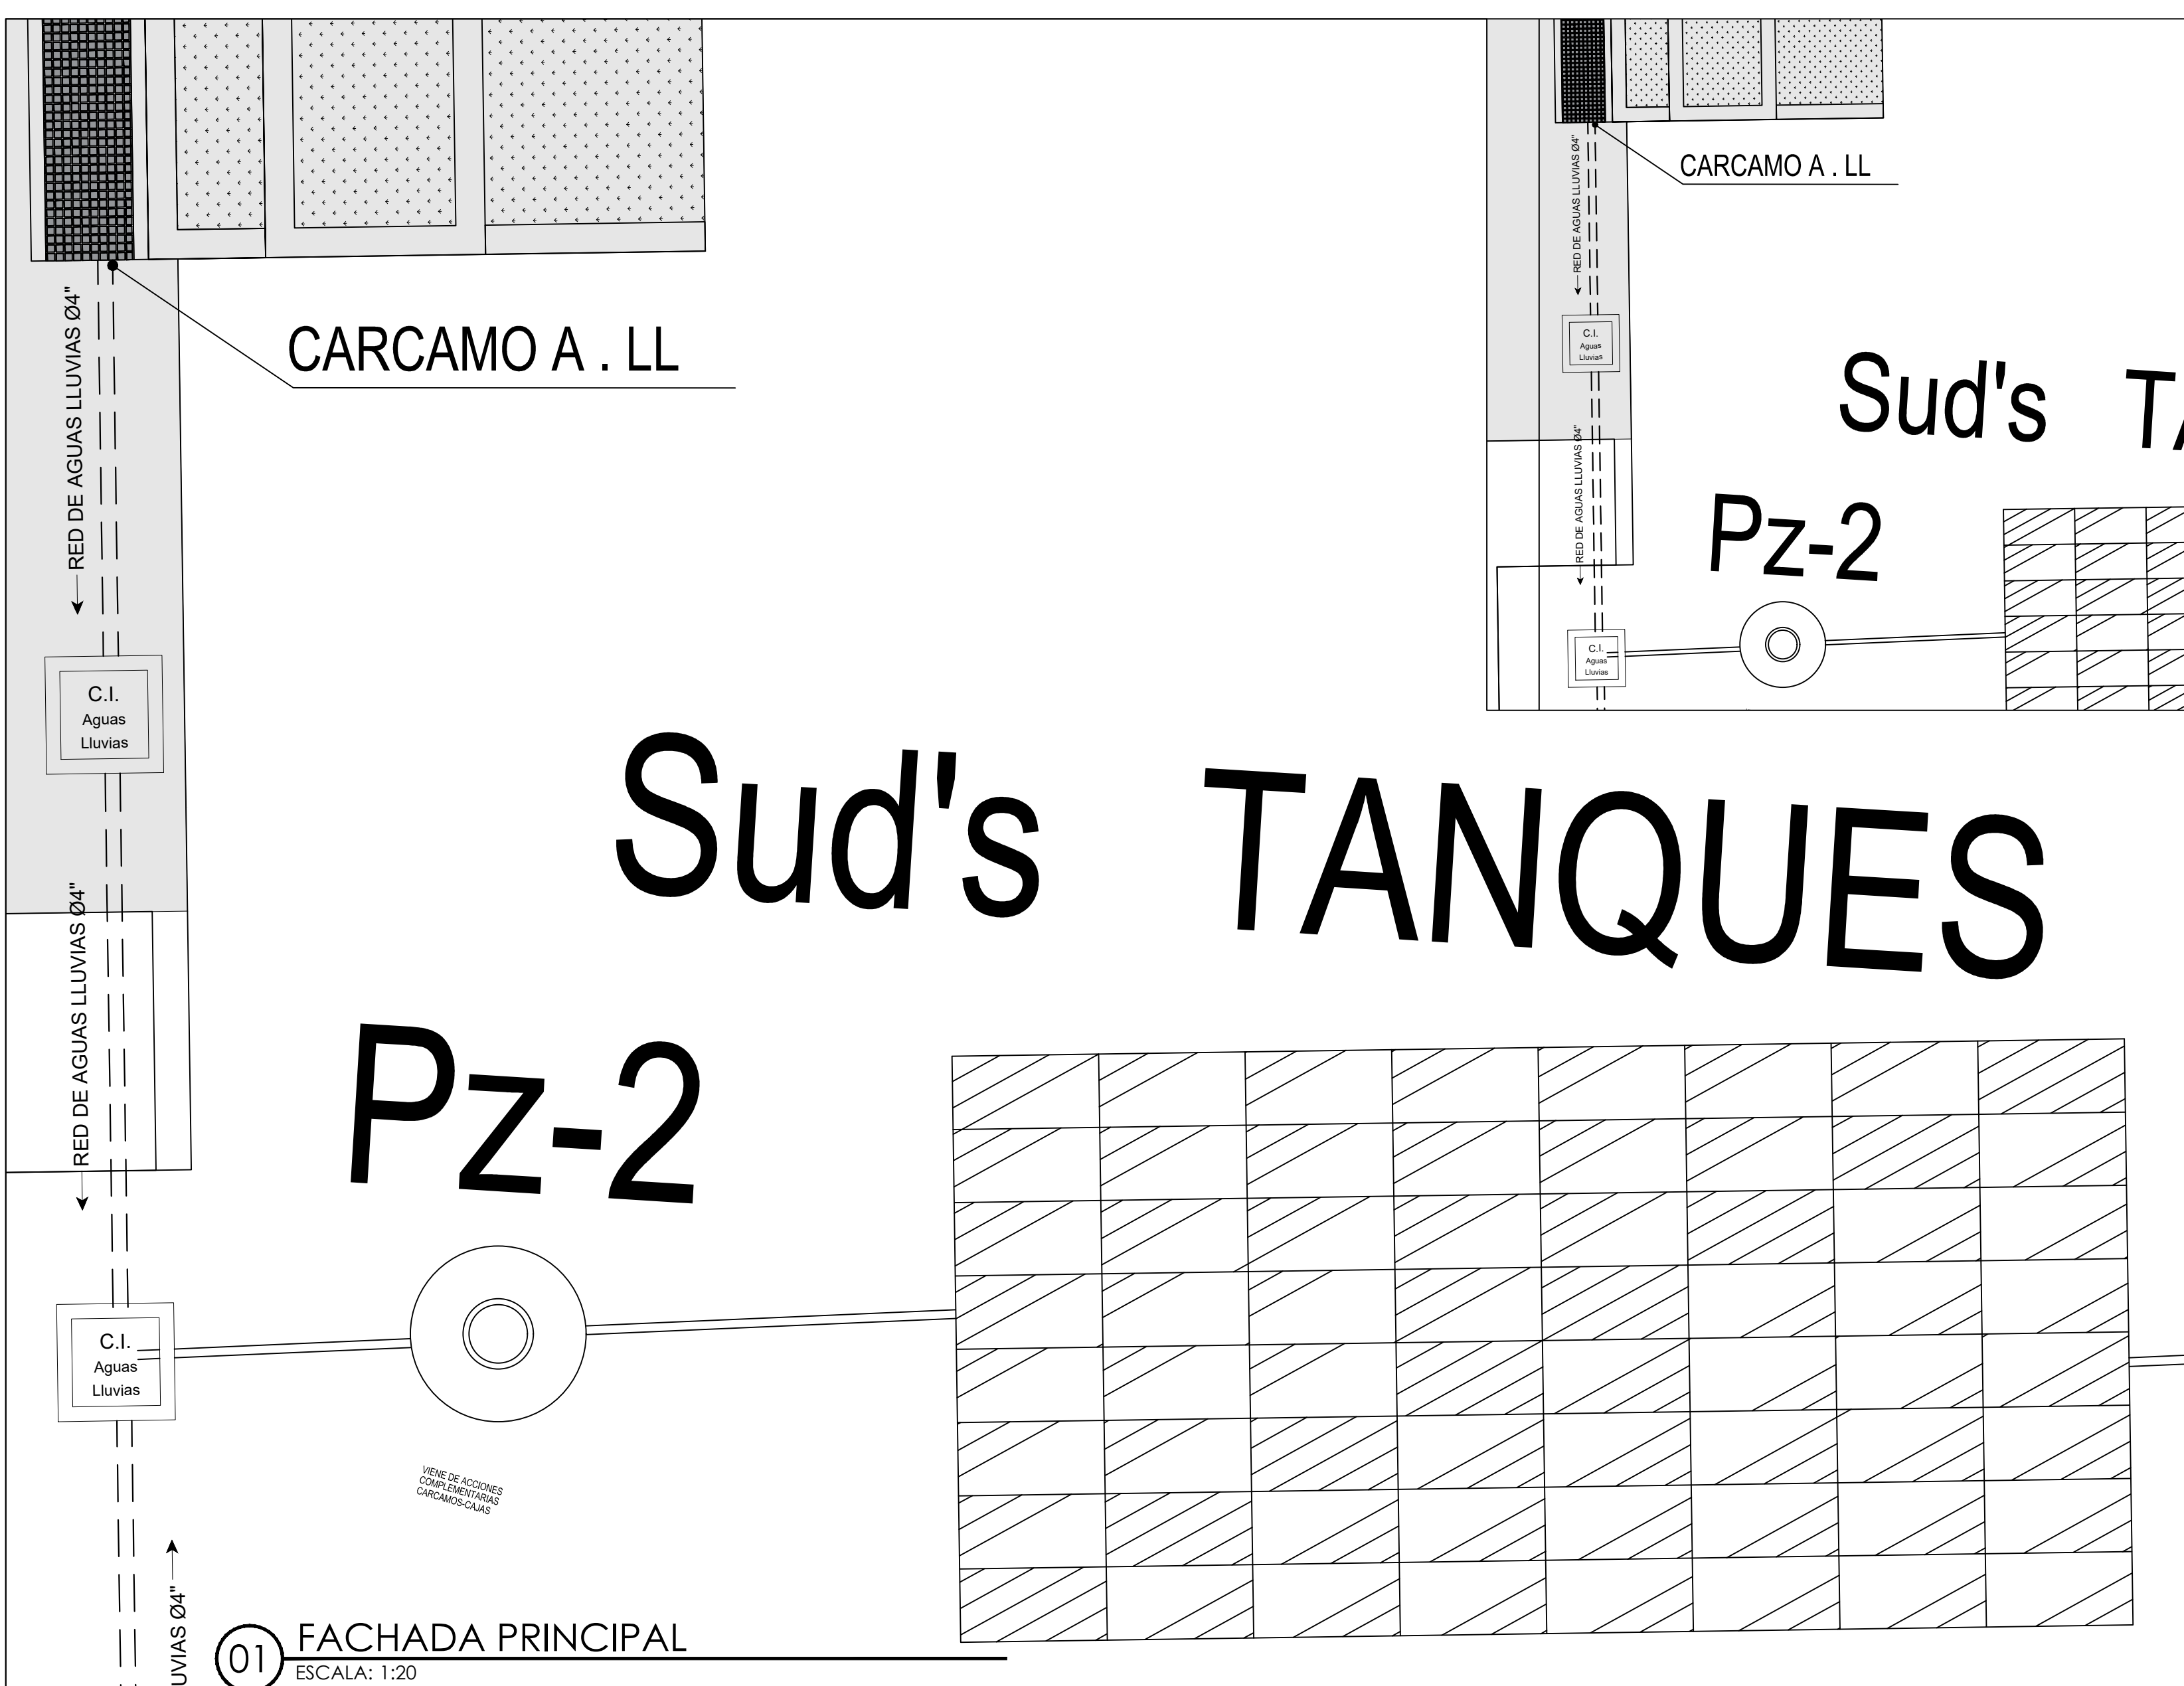 CARCAMO A . LL
RED DE AGUAS LLUVIAS Ø4"
C.I.
Aguas
Lluvias
RED DE AGUAS LLUVIAS Ø4"
C.I.
Aguas
Lluvias
UVIAS Ø4"
Sud's TANQUES
Pz-2
VIENE DE ACCIONES
COMPLEMENTARIAS
CARCAMOS-CAJAS
01 FACHADA PRINCIPAL
ESCALA: 1:20
CARCAMO A . LL
RED DE AGUAS LLUVIAS Ø4"
C.I.
Aguas
Lluvias
RED DE AGUAS LLUVIAS Ø4"
C.I.
Aguas
Lluvias
Sud's TA
Pz-2